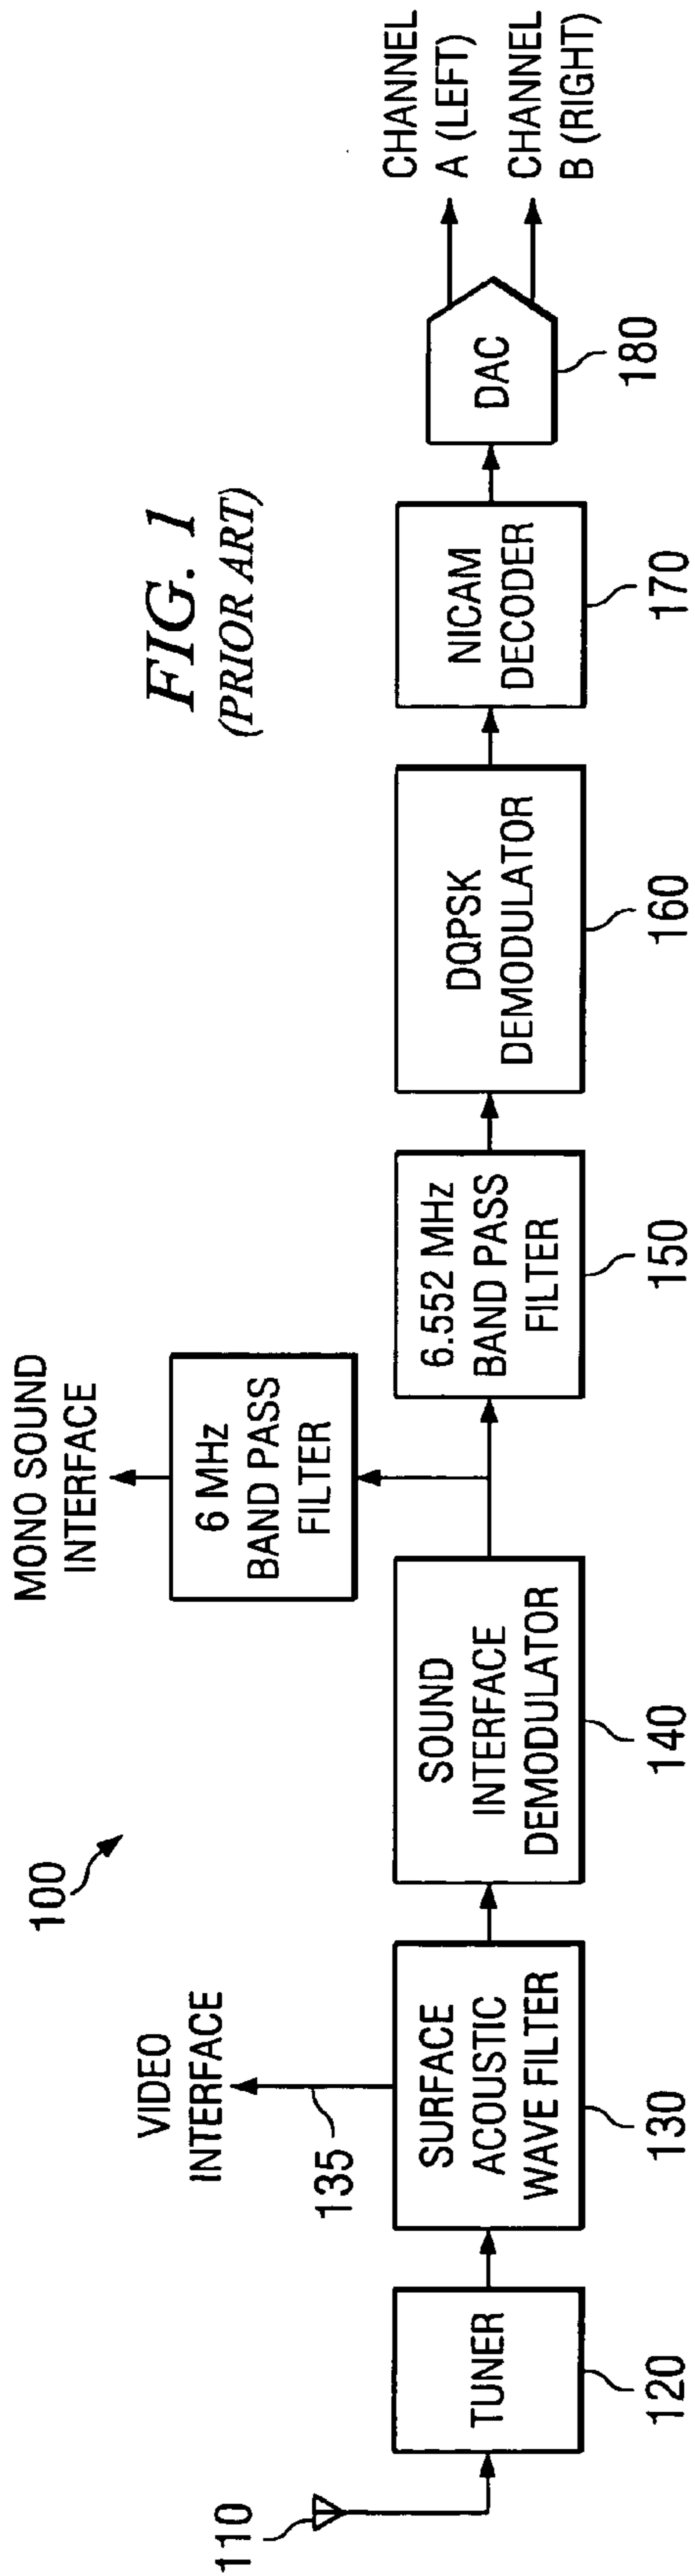 FIG. 1
(PRIOR ART)
100
110
TUNER
120
VIDEO
INTERFACE
135
SURFACE
ACOUSTIC
WAVE FILTER
130
SOUND
INTERFACE
DEMODULATOR
140
MONO SOUND
INTERFACE
6 MHz
BAND PASS
FILTER
6.552 MHz
BAND PASS
FILTER
150
DQPSK
DEMODULATOR
160
NICAM
DECODER
170
DAC
180
CHANNEL
A (LEFT)
CHANNEL
B (RIGHT)